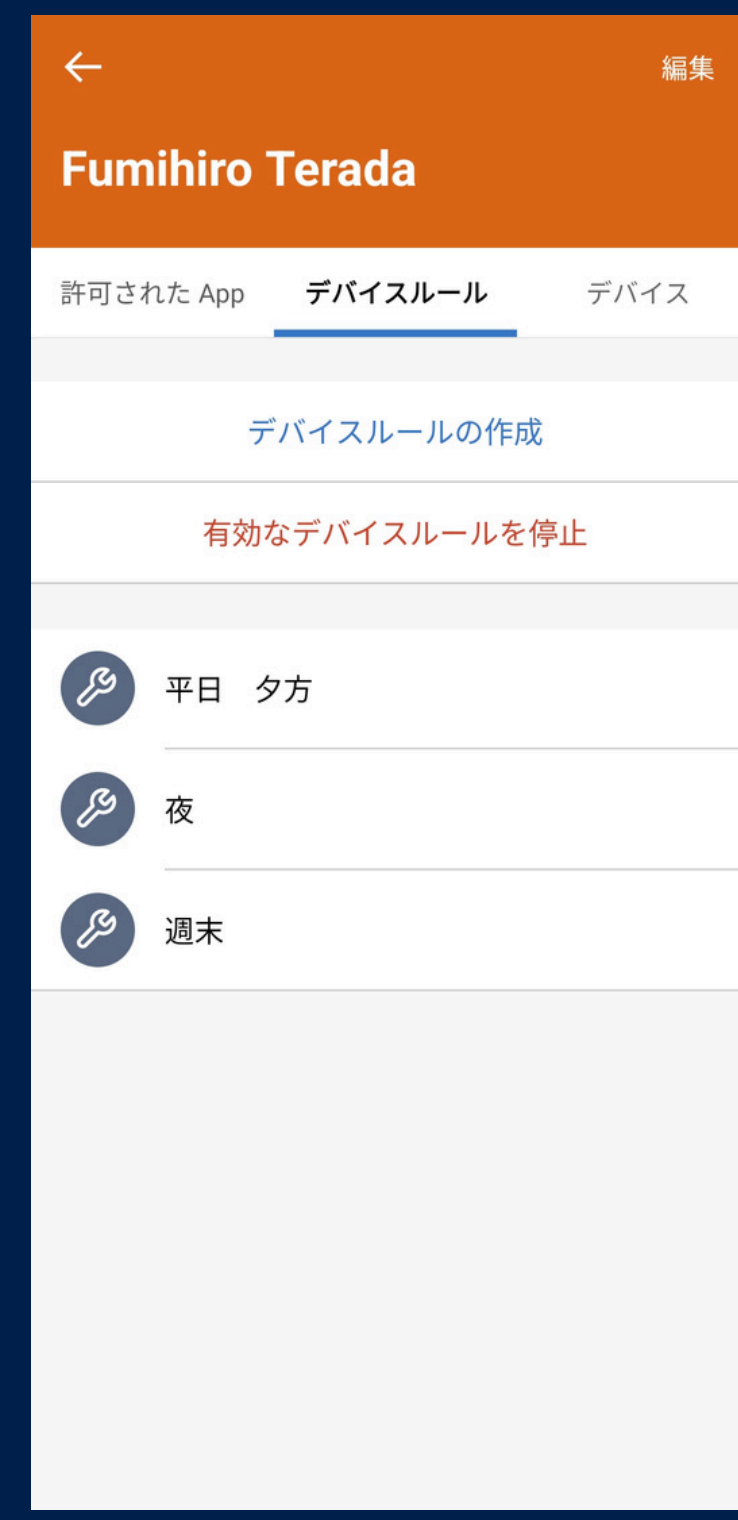 編集
Fumihiro Terada
許可された App デバイスルール デバイス
デバイスルールの作成
有効なデバイスルールを停止
平日　夕方
夜
週末